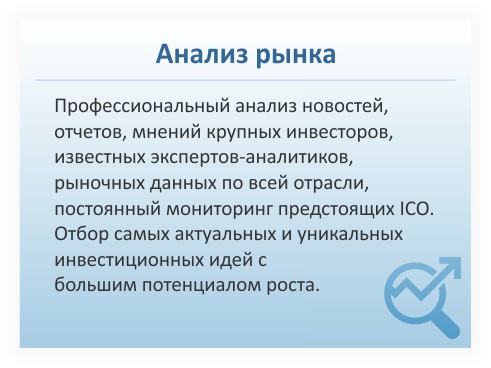 Анализ рынка
Профессиональный анализ новостей,
отчетов, мнений крупных инвесторов,
известных экспертов-аналитиков,
рыночных данных по всей отрасли,
постоянный мониторинг предстоящих ICO.
Отбор самых актуальных и уникальных
инвестиционных идей с
большим потенциалом роста.